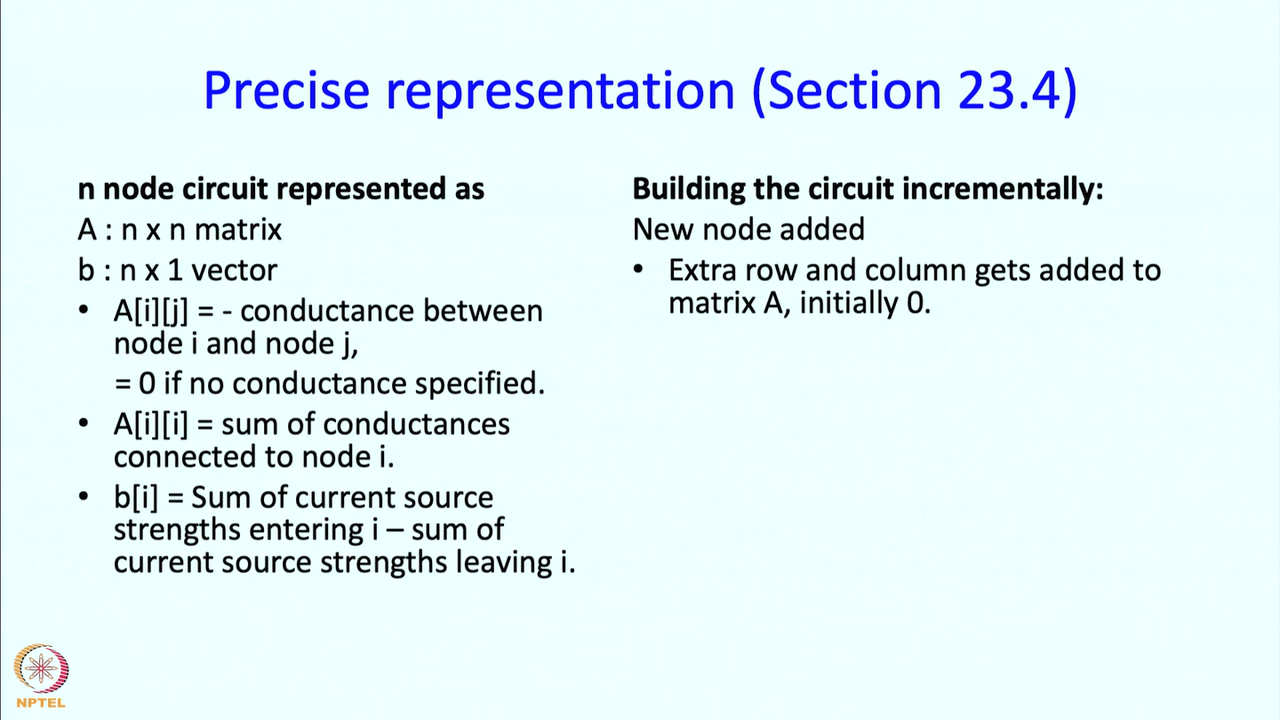 Precise representation (Section 23.4)
n node circuit represented as
A : n x n matrix
b : n x 1 vector
• A[i][j] = - conductance between
node i and node j,
= 0 if no conductance specified.
• A[i][i] = sum of conductances
connected to node i.
• b[i] = Sum of current source
strengths entering i – sum of
current source strengths leaving i.
Building the circuit incrementally:
New node added
• Extra row and column gets added to
matrix A, initially 0.
NPTEL